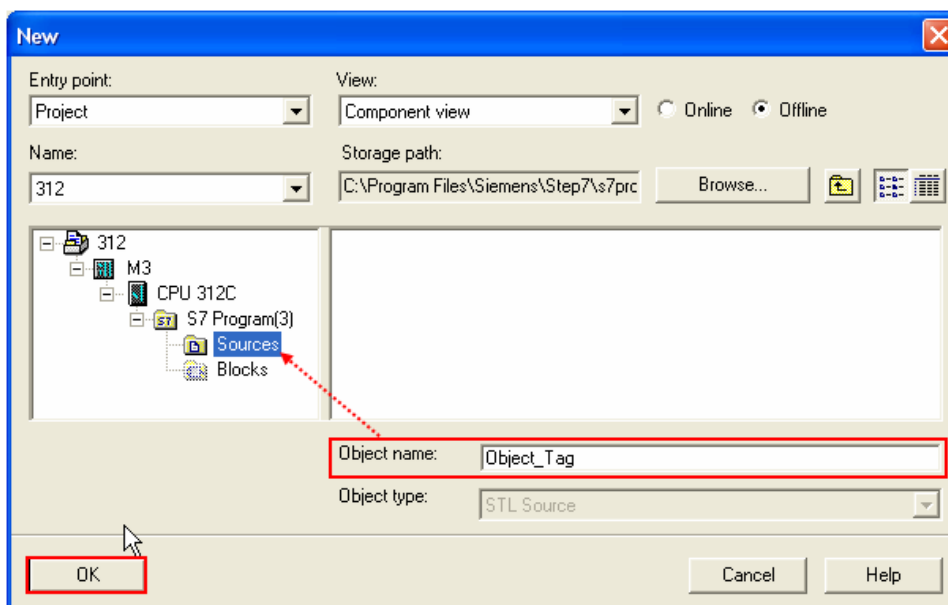 New
Entry point:
View:
Project
Component view
Online
Offline
Name:
Storage path:
312
C:\Program Files\Siemens\Step7\s7prc
Browse...
312
M3
CPU 312C
S7 Program(3)
Sources
Blocks
Object name:
Object_Tag
Object type:
STL Source
OK
Cancel
Help